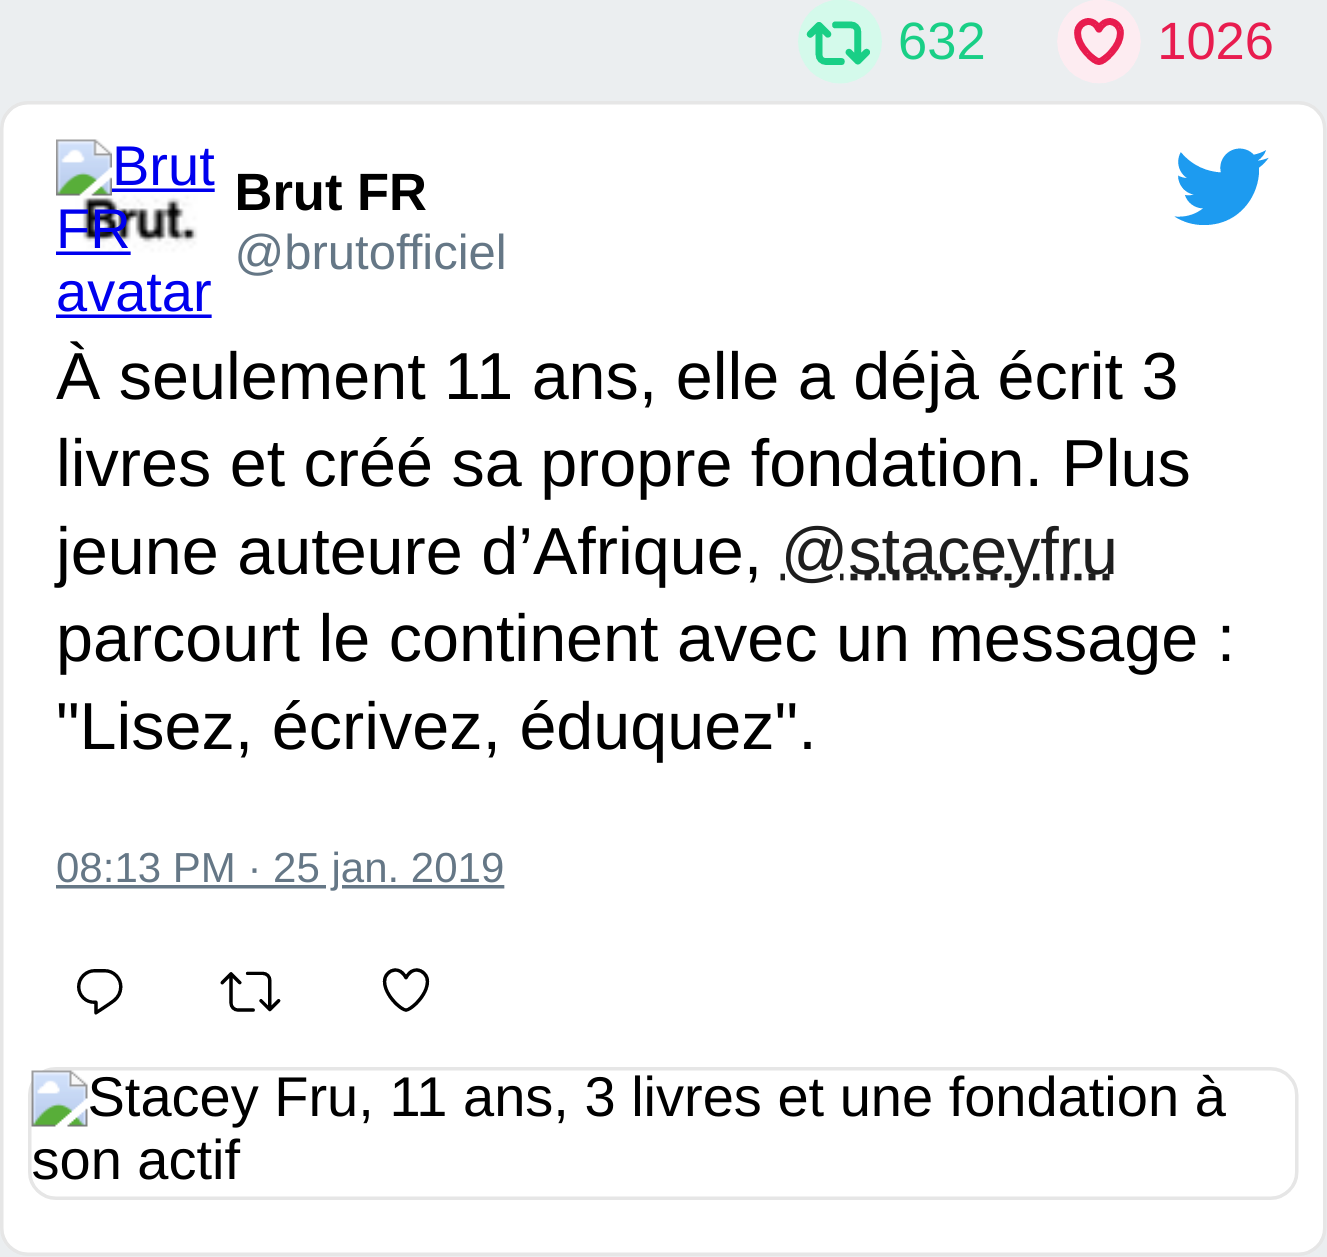 632 1026
Brut
FR
avatar
Brut.
Brut FR
@brutofficiel
À seulement 11 ans, elle a déjà écrit 3
livres et créé sa propre fondation. Plus
jeune auteure d’Afrique, @staceyfru
parcourt le continent avec un message :
"Lisez, écrivez, éduquez".
08:13 PM · 25 jan. 2019
Stacey Fru, 11 ans, 3 livres et une fondation à
son actif